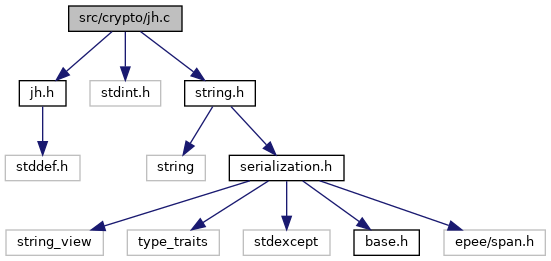 src/crypto/jh.c
jh.h
stdint.h
string.h
stddef.h
string
serialization.h
string_view
type_traits
stdexcept
base.h
epee/span.h